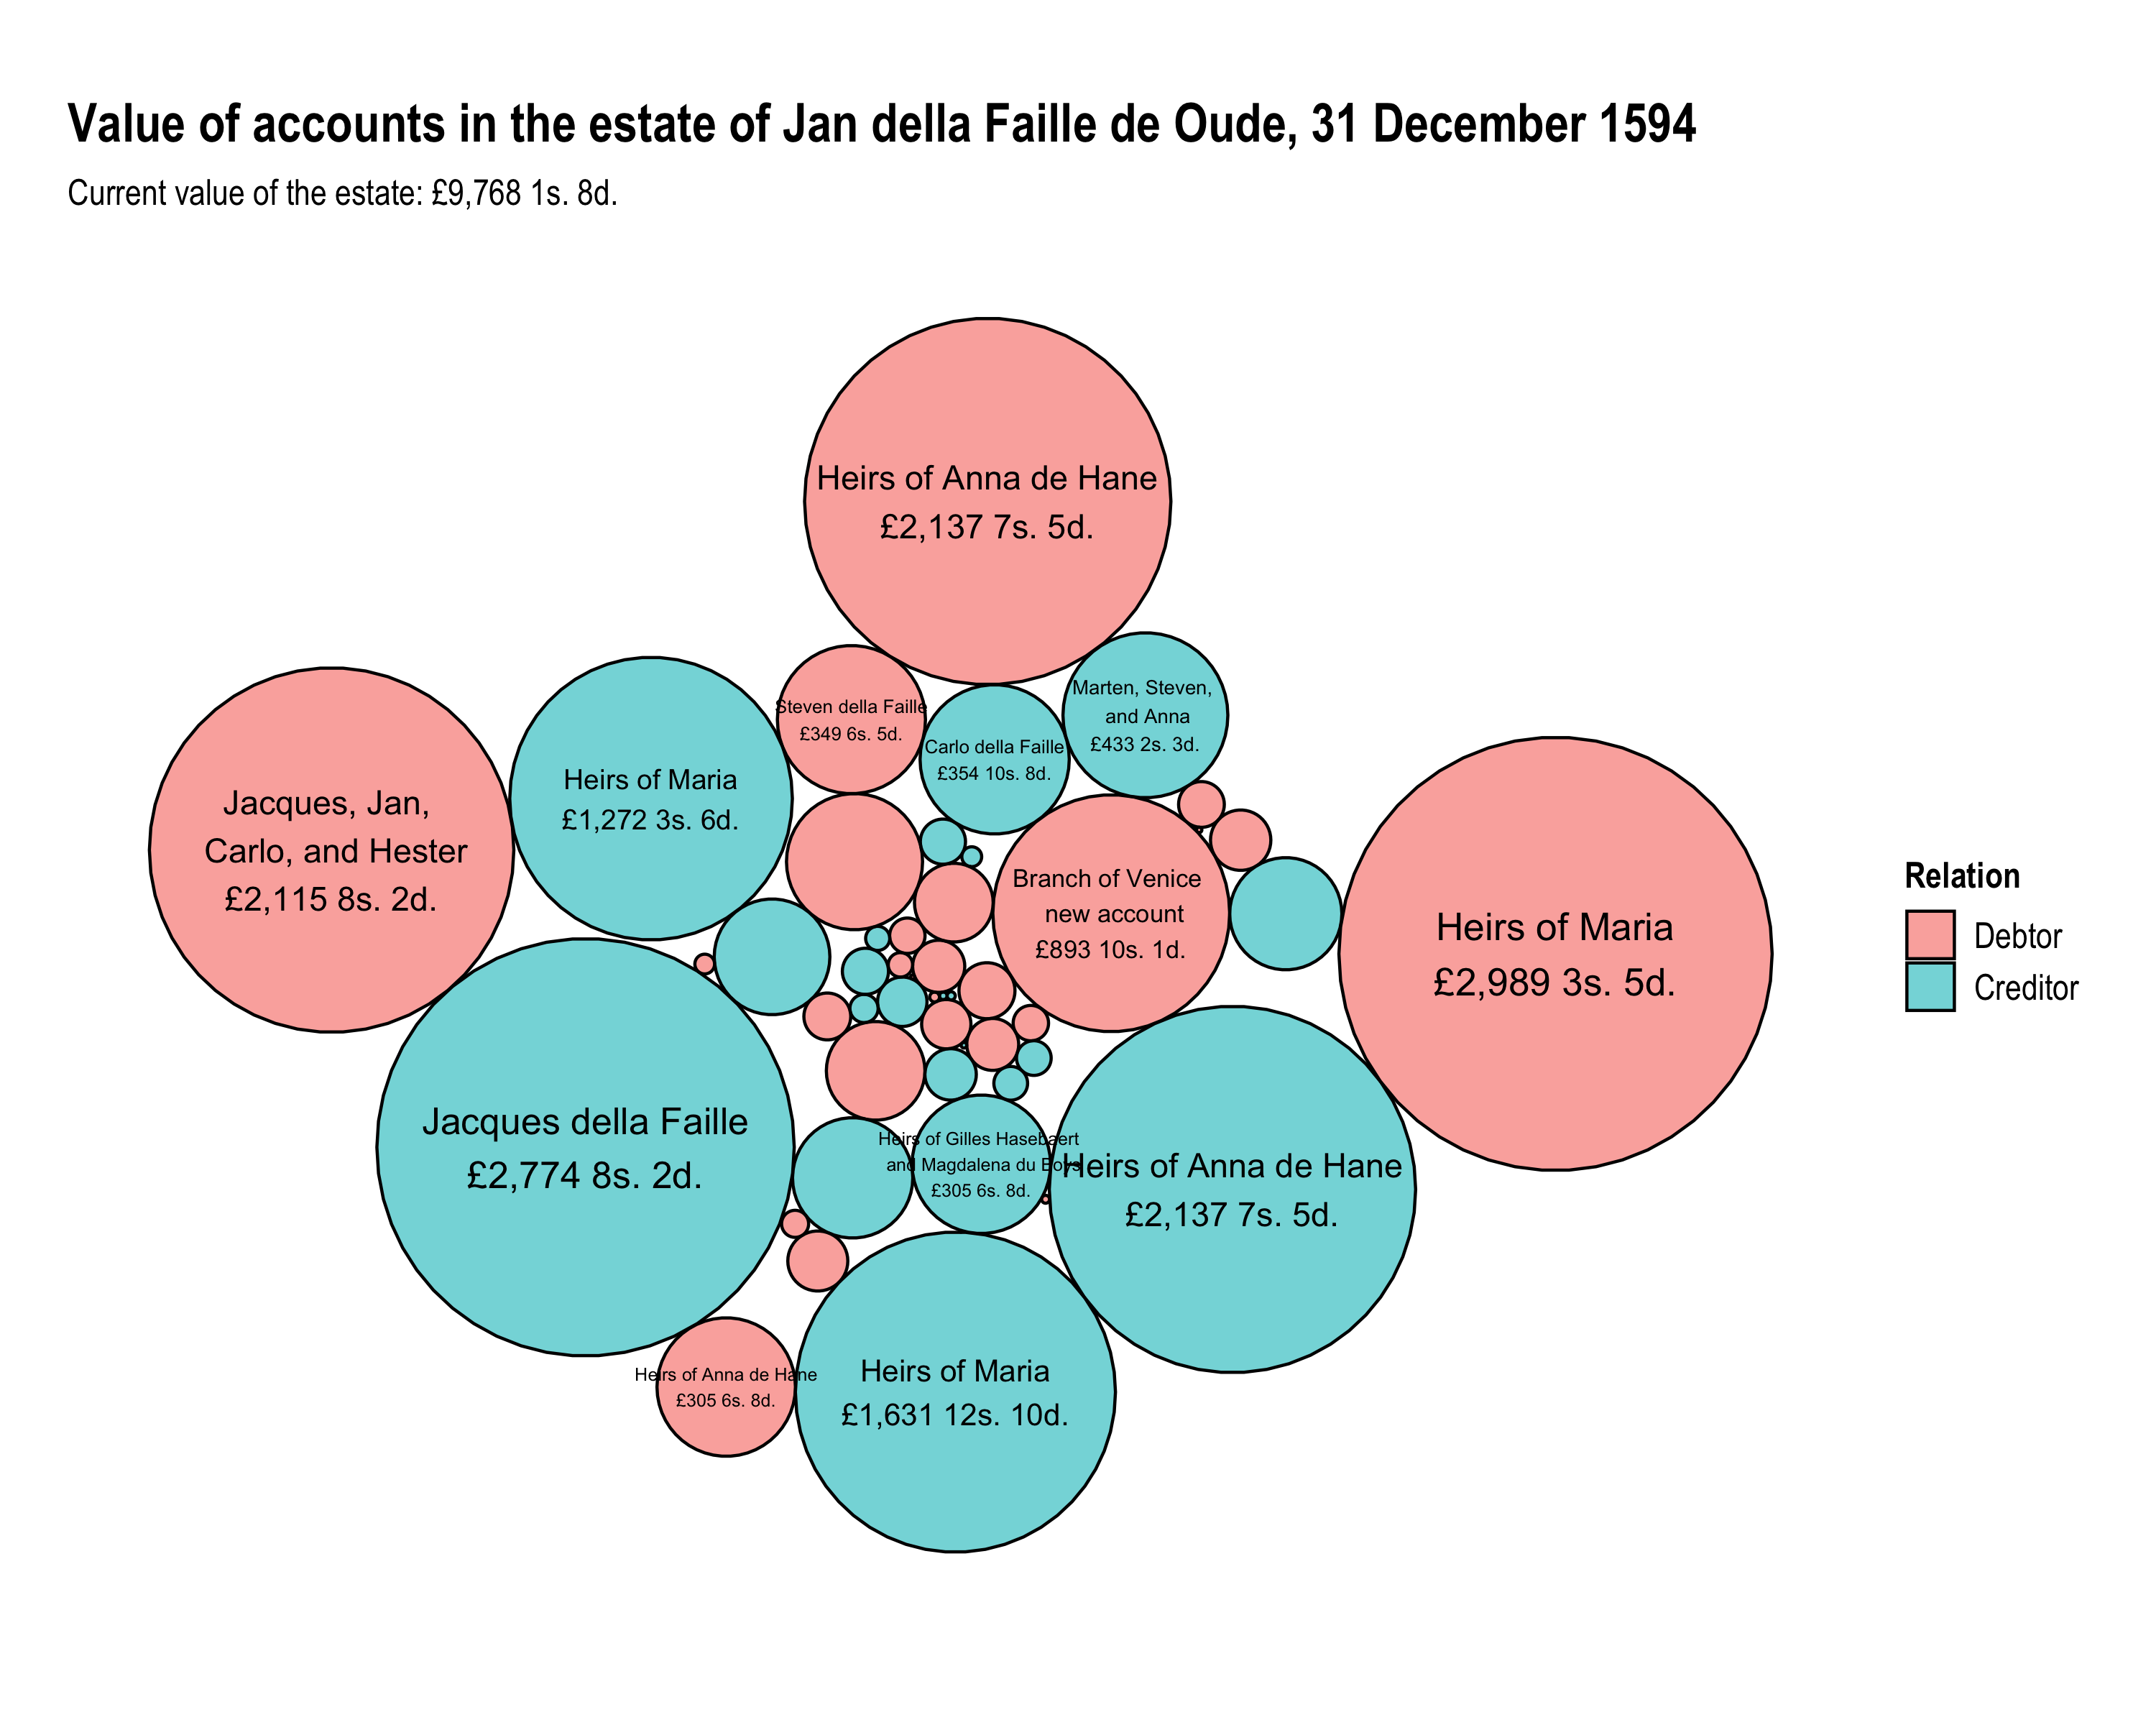 Value of accounts in the estate of Jan della Faille de Oude, 31 December 1594
Current value of the estate: £9,768 1s. 8d.
Heirs of Anna de Hane
£2,137 7s. 5d.
Steven della Faille
£349 6s. 5d.
Carlo della Faille
£354 10s. 8d.
Marten, Steven,
and Anna
£433 2s. 3d.
Jacques, Jan,
Carlo, and Hester
£2,115 8s. 2d.
Heirs of Maria
£1,272 3s. 6d.
Branch of Venice
new account
£893 10s. 1d.
Heirs of Maria
£2,989 3s. 5d.
Relation
Debtor
Creditor
Jacques della Faille
£2,774 8s. 2d.
Heirs of Gilles Hasebaert
and Magdalena du Boys
£305 6s. 8d.
Heirs of Anna de Hane
£2,137 7s. 5d.
Heirs of Anna de Hane
£305 6s. 8d.
Heirs of Maria
£1,631 12s. 10d.